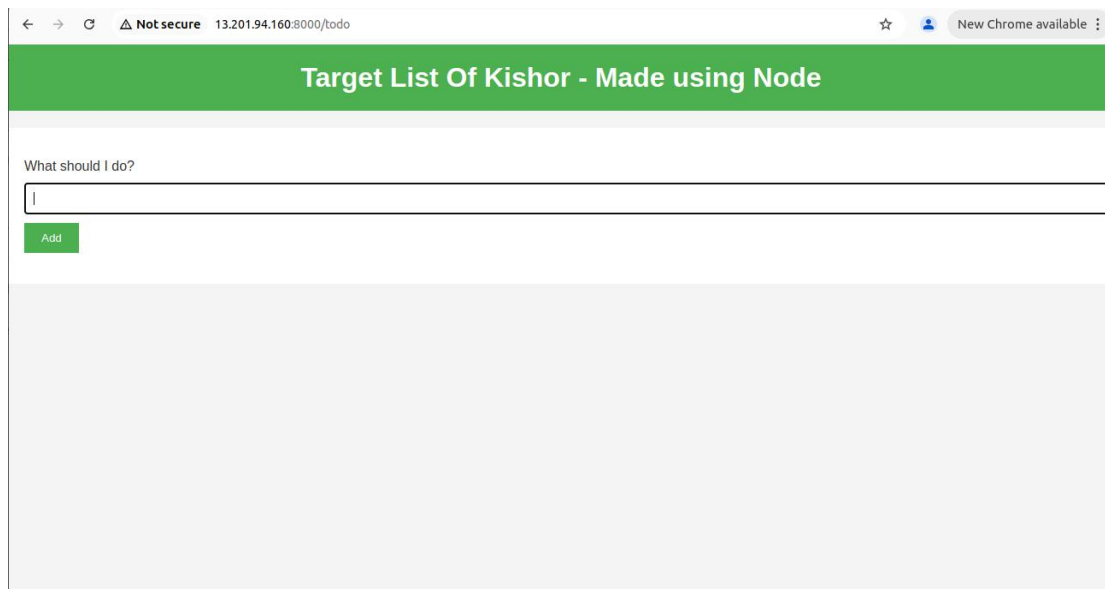 Not secure 13.201.94.160:8000/todo New Chrome available
Target List Of Kishor - Made using Node
What should I do?
Add